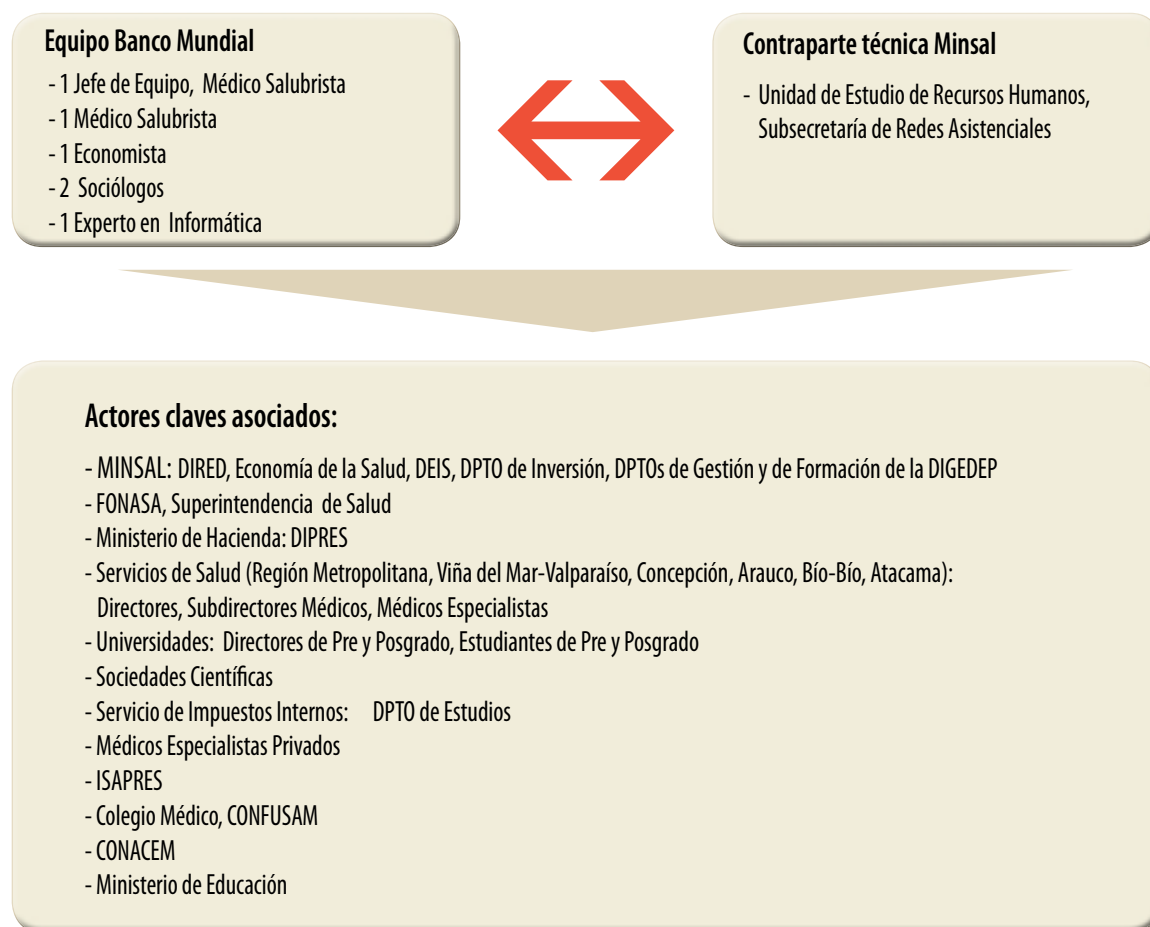 Equipo Banco Mundial
- 1 Jefe de Equipo, Médico Salubrista
- 1 Médico Salubrista
- 1 Economista
- 2 Sociólogos
- 1 Experto en Informática
Contraparte técnica Minsal
- Unidad de Estudio de Recursos Humanos,
Subsecretaría de Redes Asistenciales
Actores claves asociados:
- MINSAL: DIRED, Economía de la Salud, DEIS, DPTO de Inversión, DPTOs de Gestión y de Formación de la DIGEDEP
- FONASA, Superintendencia de Salud
- Ministerio de Hacienda: DIPRES
- Servicios de Salud (Región Metropolitana, Viña del Mar-Valparaíso, Concepción, Arauco, Bío-Bío, Atacama):
Directores, Subdirectores Médicos, Médicos Especialistas
- Universidades: Directores de Pre y Posgrado, Estudiantes de Pre y Posgrado
- Sociedades Científicas
- Servicio de Impuestos Internos: DPTO de Estudios
- Médicos Especialistas Privados
- ISAPRES
- Colegio Médico, CONFUSAM
- CONACEM
- Ministerio de Educación